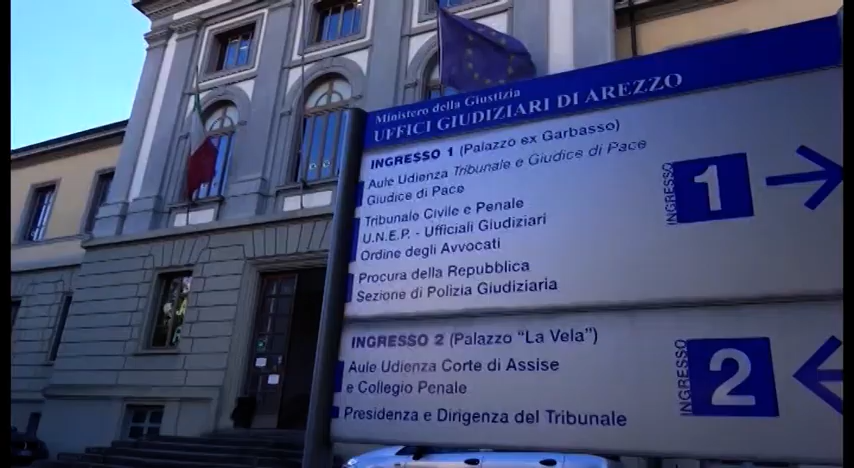 Ministero della Giustizia
UFFICI GIUDIZIARI DI AREZZO
INGRESSO 1 (Palazzo ex Garbasso)
Aule Udienza Tribunale e Giudice di Pace
Giudice di Pace
Tribunale Civile e Penale
U.N.E.P. - Ufficiali Giudiziari
Ordine degli Avvocati
Procura della Repubblica
Sezione di Polizia Giudiziaria
INGRESSO 1
INGRESSO 2 (Palazzo "La Vela")
Aule Udienza Corte di Assise
e Collegio Penale
Presidenza e Dirigenza del Tribunale
INGRESSO 2